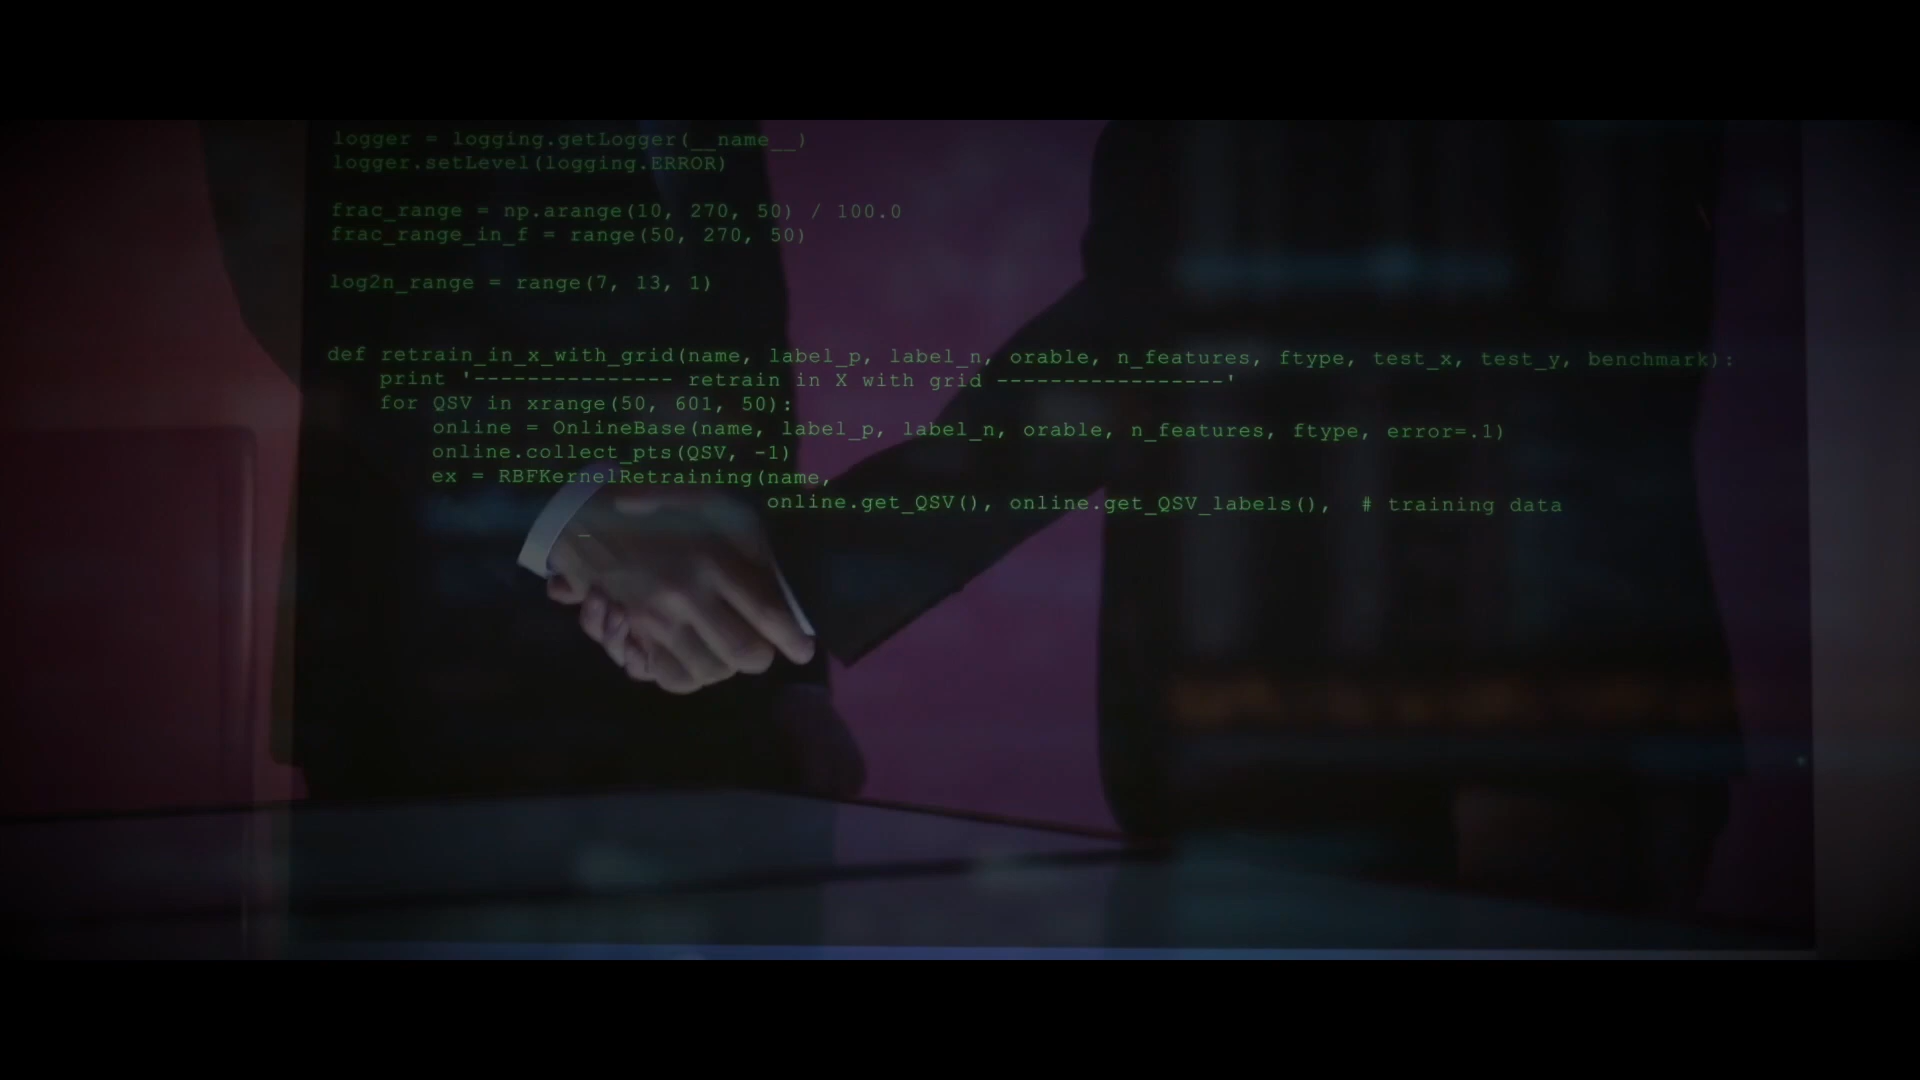 logger = logging.getLogger(__name__)
logger.setLevel(logging.ERROR)
frac_range = np.arange(10, 270, 50) / 100.0
frac_range_in_f = range(50, 270, 50)
log2n_range = range(7, 13, 1)
def retrain_in_x_with_grid(name, label_p, label_n, orable, n_features, ftype, test_x, test_y, benchmark):
print '--------------- retrain in X with grid -----------------'
for QSV in xrange(50, 601, 50):
online = OnlineBase(name, label_p, label_n, orable, n_features, ftype, error=.1)
online.collect_pts(QSV, -1)
ex = RBFKernelRetraining(name,
online.get_QSV(), online.get_QSV_labels(),  # training data